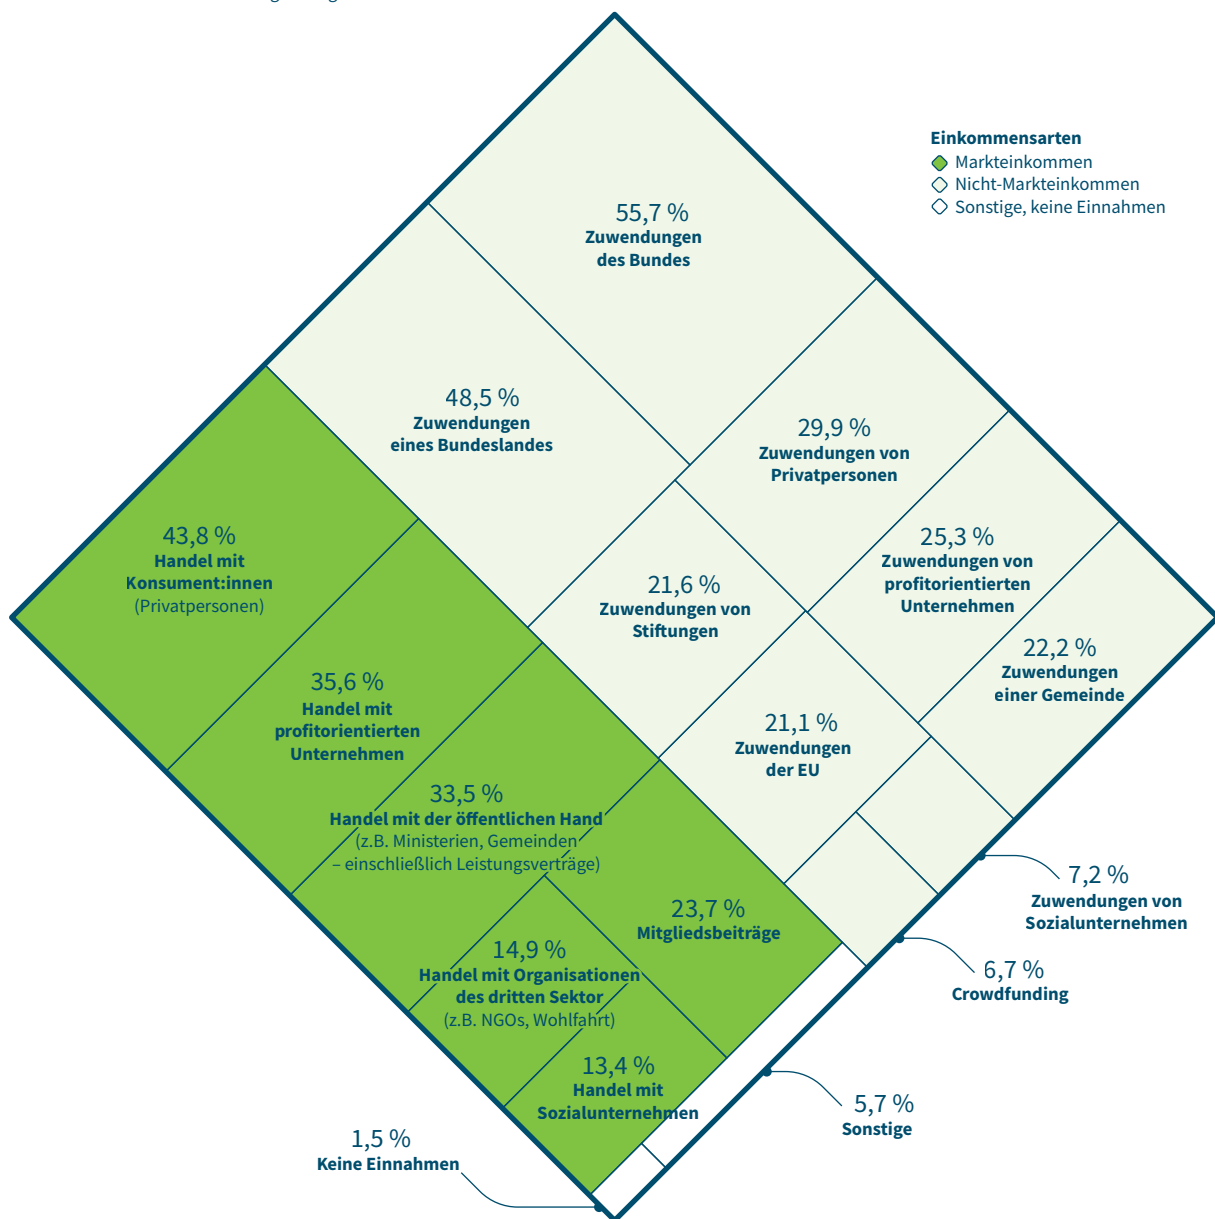 Einkommensarten
Markteinkommen
Nicht-Markteinkommen
Sonstige, keine Einnahmen
55,7 %
Zuwendungen
des Bundes
48,5 %
Zuwendungen
eines Bundeslandes
29,9 %
Zuwendungen von
Privatpersonen
43,8 %
Handel mit
Konsument:innen
(Privatpersonen)
25,3 %
Zuwendungen von
profitorientierten
Unternehmen
21,6 %
Zuwendungen von
Stiftungen
22,2 %
Zuwendungen
einer Gemeinde
35,6 %
Handel mit
profitorientierten
Unternehmen
21,1 %
Zuwendungen
der EU
33,5 %
Handel mit der öffentlichen Hand
(z.B. Ministerien, Gemeinden
– einschließlich Leistungsverträge)
7,2 %
Zuwendungen von
Sozialunternehmen
23,7 %
Mitgliedsbeiträge
14,9 %
Handel mit Organisationen
des dritten Sektor
(z.B. NGOs, Wohlfahrt)
6,7 %
Crowdfunding
13,4 %
Handel mit
Sozialunternehmen
5,7 %
Sonstige
1,5 %
Keine Einnahmen